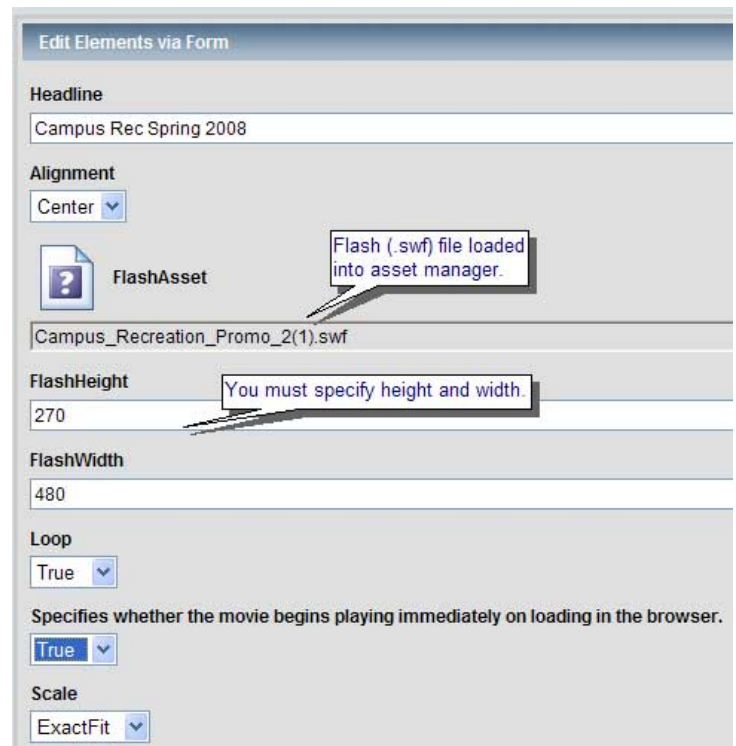 Edit Elements via Form
Headline
Campus Rec Spring 2008
Alignment
Center
Flash (.swf) file loaded
into asset manager.
FlashAsset
Campus_Recreation_Promo_2(1).swf
FlashHeight
You must specify height and width.
270
FlashWidth
480
Loop
True
Specifies whether the movie begins playing immediately on loading in the browser.
True
Scale
ExactFit